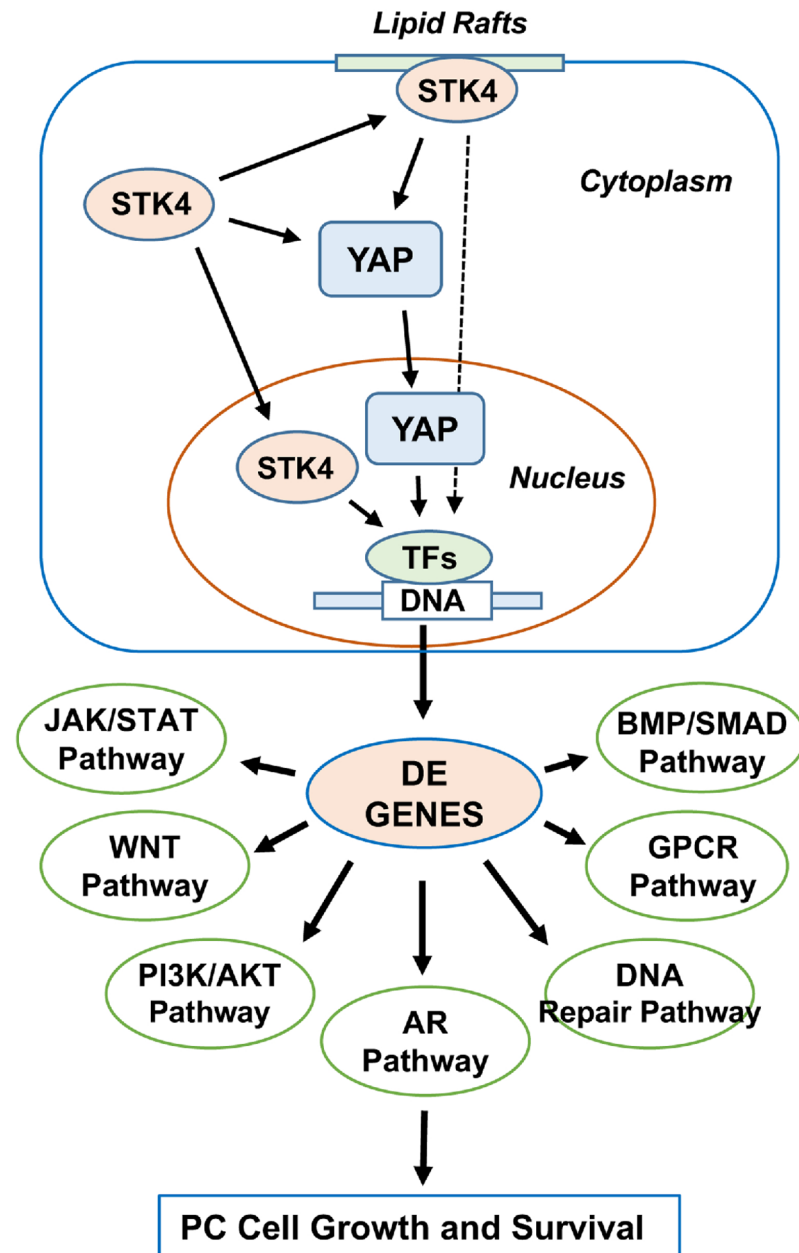 Lipid Rafts
STK4
Cytoplasm
STK4
YAP
YAP
STK4
Nucleus
TFs
DNA
JAK/STAT
Pathway
BMP/SMAD
Pathway
DE
GENES
WNT
Pathway
GPCR
Pathway
PI3K/AKT
Pathway
DNA
Repair Pathway
AR
Pathway
PC Cell Growth and Survival